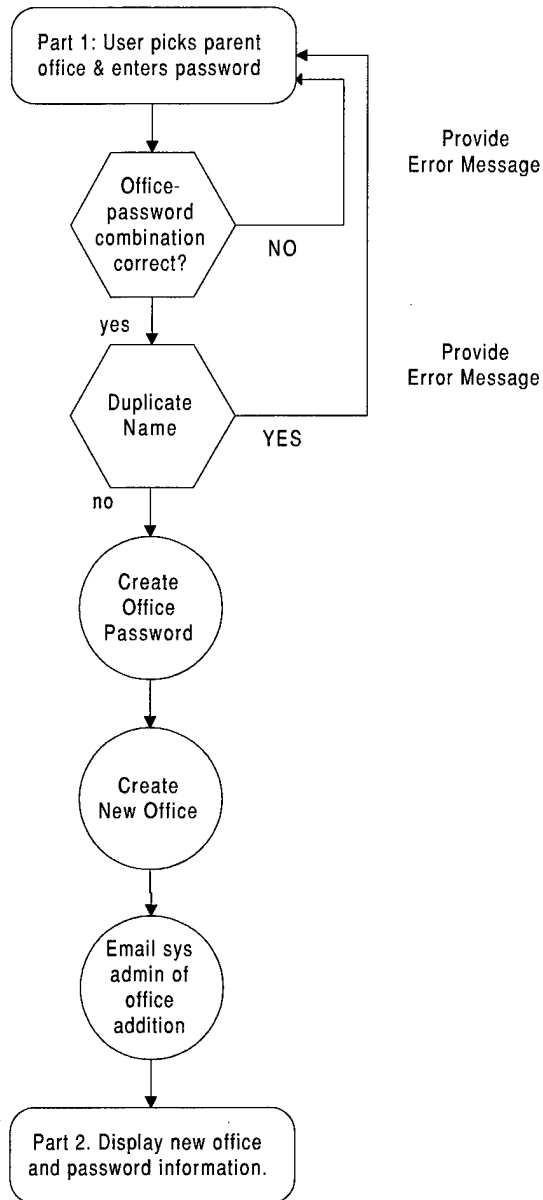 Part 1: User picks parent
office & enters password
Provide
Error Message
Office-
password
combination
correct?
NO
yes
Provide
Error Message
Duplicate
Name
YES
no
Create
Office
Password
Create
New Office
Email sys
admin of
office
addition
Part 2. Display new office
and password information.